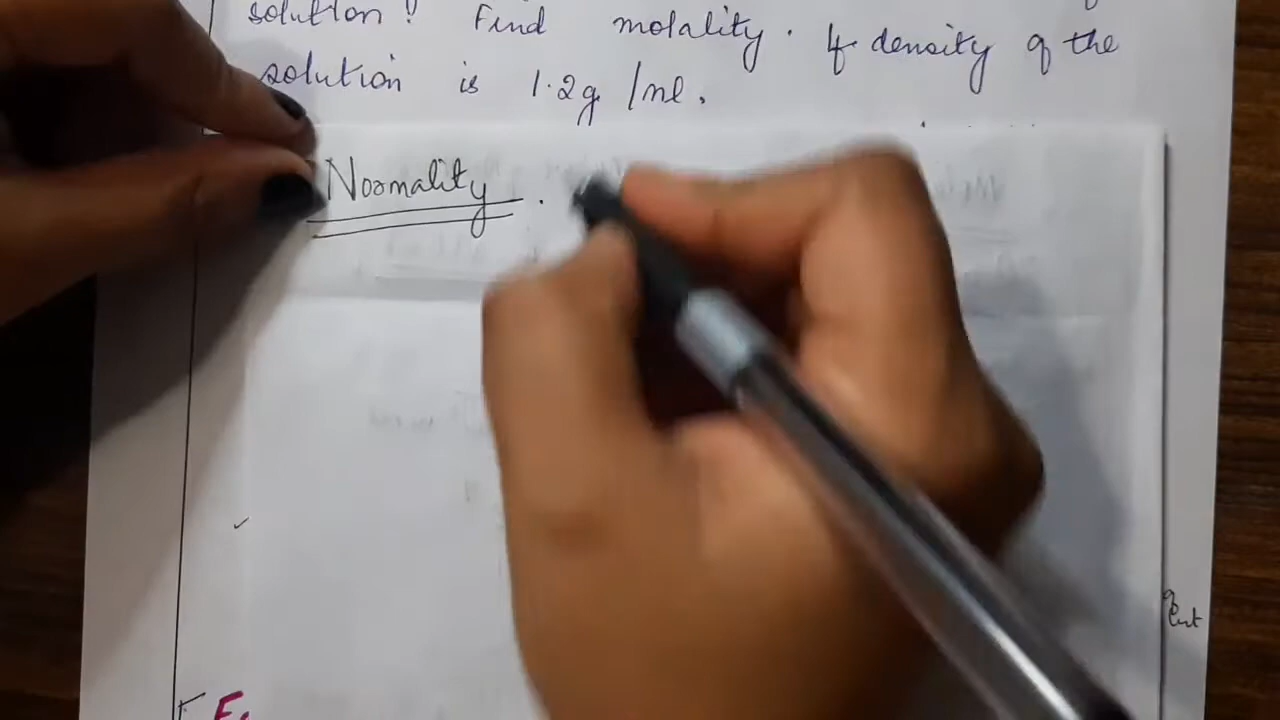 solution? Find molality. If density of the
solution is 1.2g/ml.
Normality.